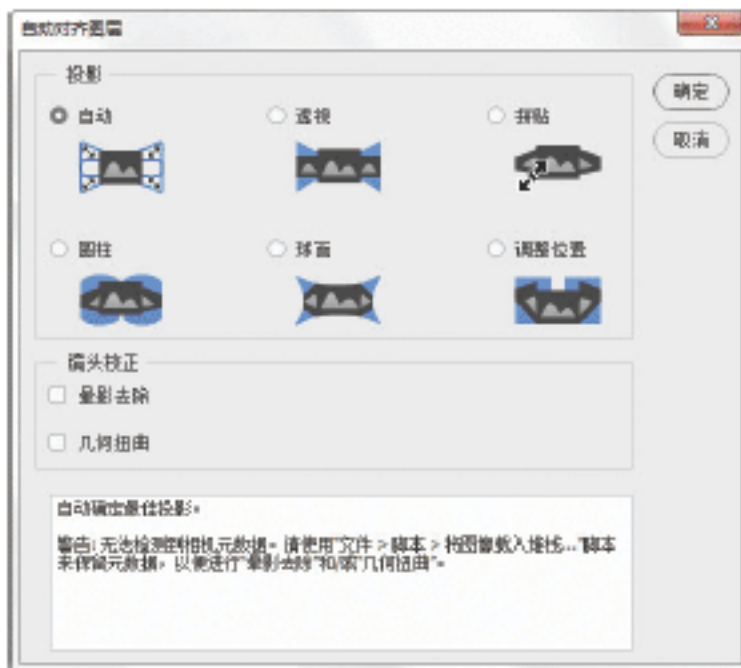 自动对齐图层
投影
确定
自动
透视
拼贴
取消
圆柱
球面
调整位置
镜头校正
晕影去除
几何扭曲
自动确定最佳投影。
警告: 无法检测到相机元数据。请使用“文件 > 脚本 > 将图像载入堆栈...”脚本
来保留元数据，以便进行“晕影去除”和/或“几何扭曲”。